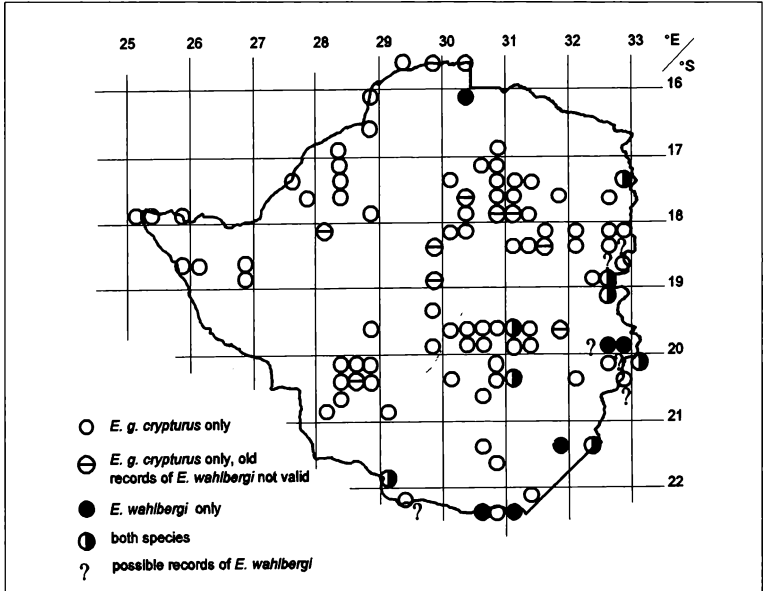 25 26 27 28 29 30 31 32 33 °E
°S
16
17
18
19
20
21
22
?
?
?
?
?
?
E. g. crypturus only
E. g. crypturus only, old
records of E. wahlbergi not valid
E. wahlbergi only
both species
? possible records of E. wahlbergi